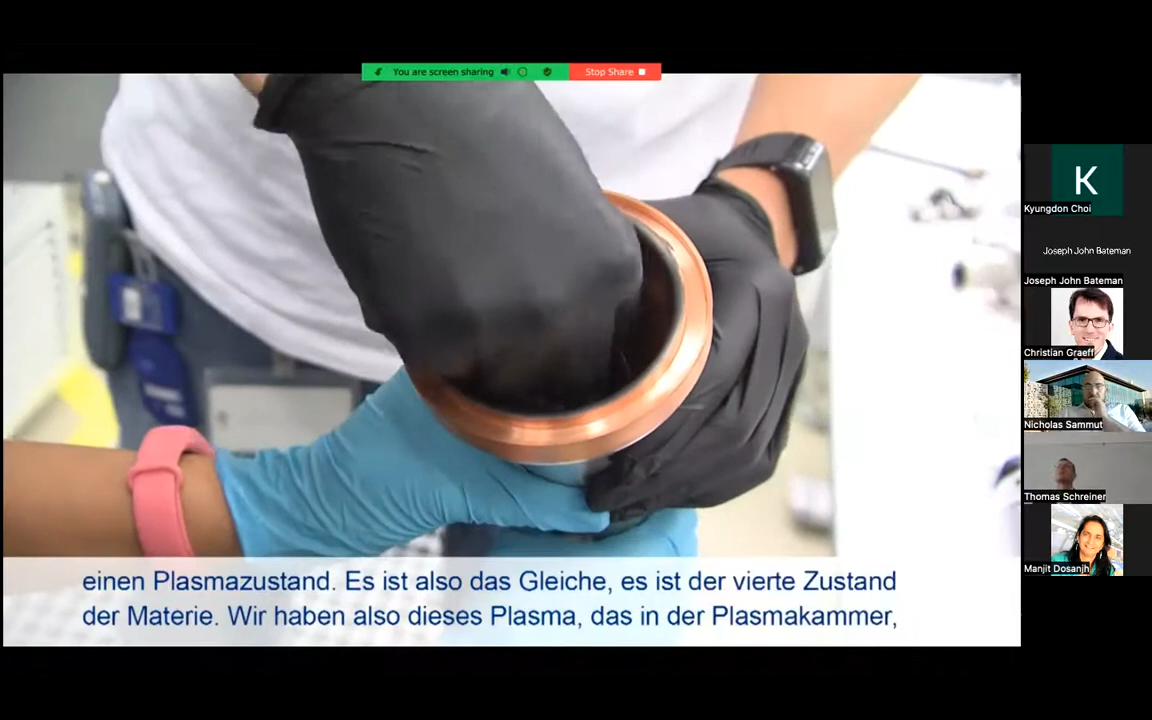 You are screen sharing
Stop Share
K
Kyungdon Choi
Joseph John Bateman
Joseph John Bateman
Christian Graeff
Nicholas Sammut
Thomas Schreiner
Manjit Dosanjh
einen Plasmazustand. Es ist also das Gleiche, es ist der vierte Zustand
der Materie. Wir haben also dieses Plasma, das in der Plasmakammer,